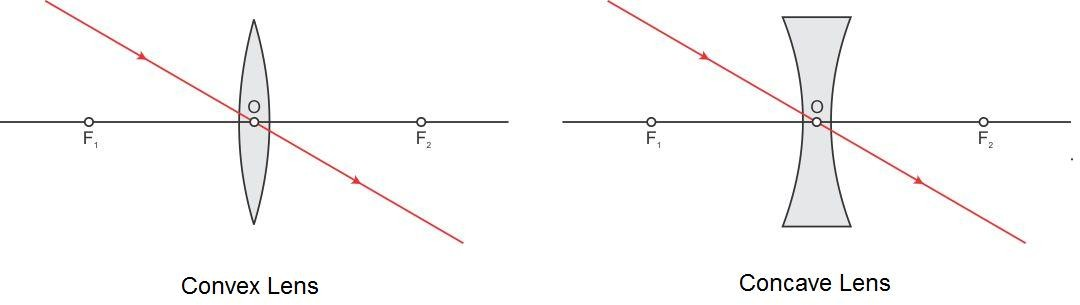 O
F₁
F₂
Convex Lens
O
F₁
F₂
Concave Lens